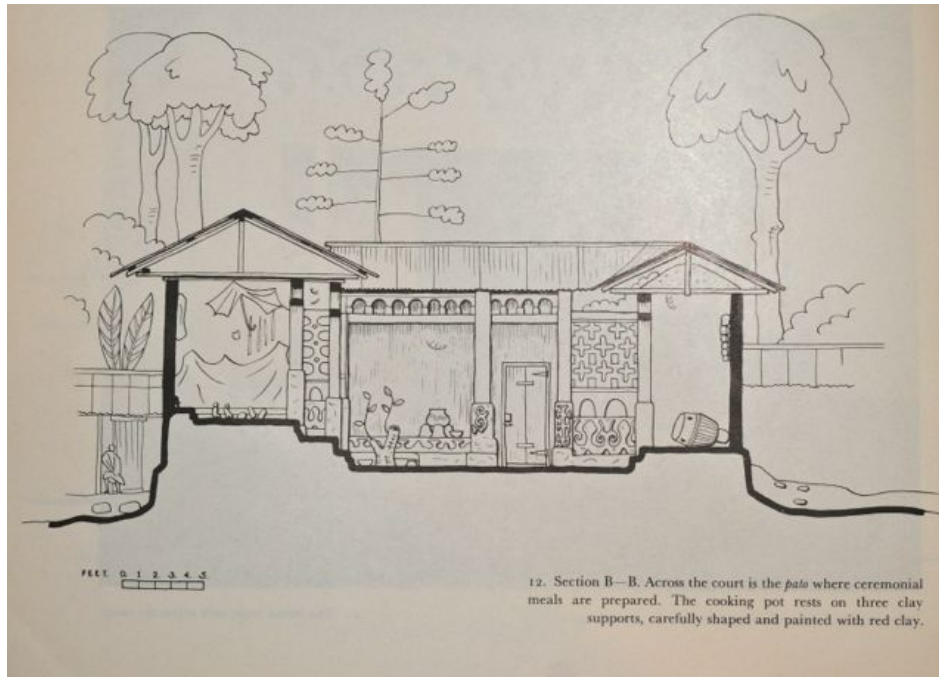 FEET. 0 1 2 3 4 5
12. Section B—B. Across the court is the pato where ceremonial
meals are prepared. The cooking pot rests on three clay
supports, carefully shaped and painted with red clay.